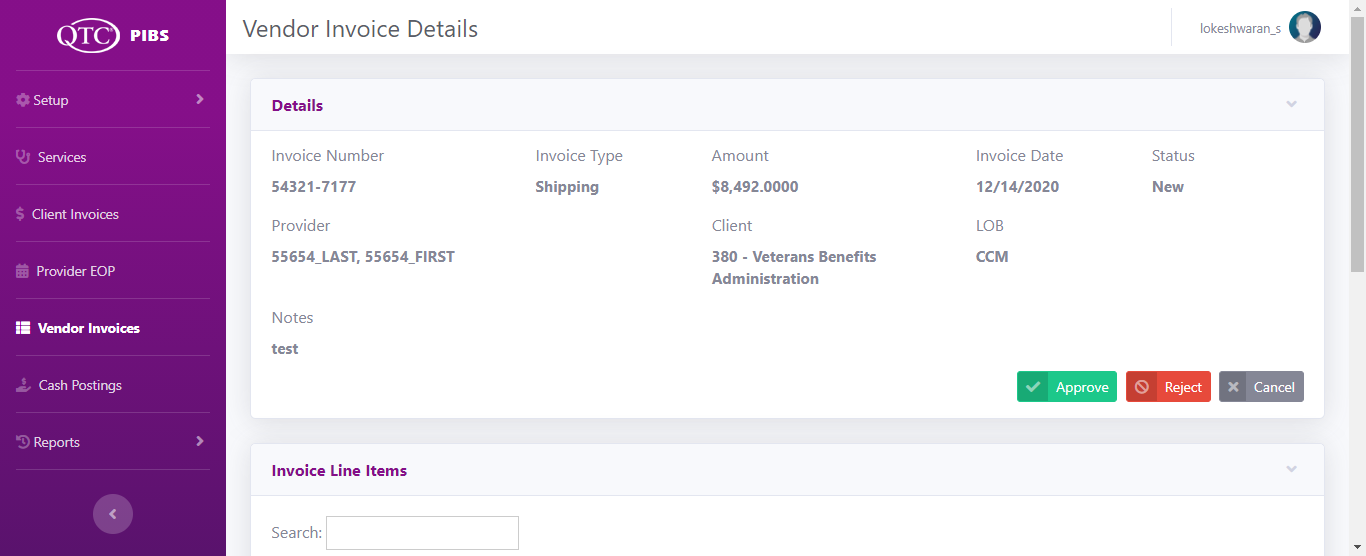 QTC PIBS
Setup
Services
Client Invoices
Provider EOP
Vendor Invoices
Cash Postings
Reports
Vendor Invoice Details
lokeshwaran_s
Details
Invoice Number
54321-7177
Invoice Type
Shipping
Amount
$8,492.0000
Invoice Date
12/14/2020
Status
New
Provider
55654_LAST, 55654_FIRST
Client
380 - Veterans Benefits
Administration
LOB
CCM
Notes
test
Approve
Reject
Cancel
Invoice Line Items
Search: